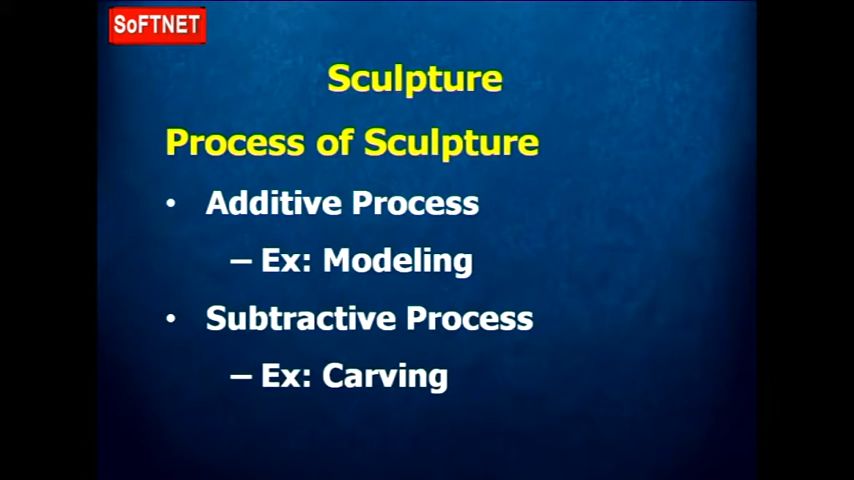 SoFTNET
Sculpture
Process of Sculpture
• Additive Process
– Ex: Modeling
• Subtractive Process
– Ex: Carving